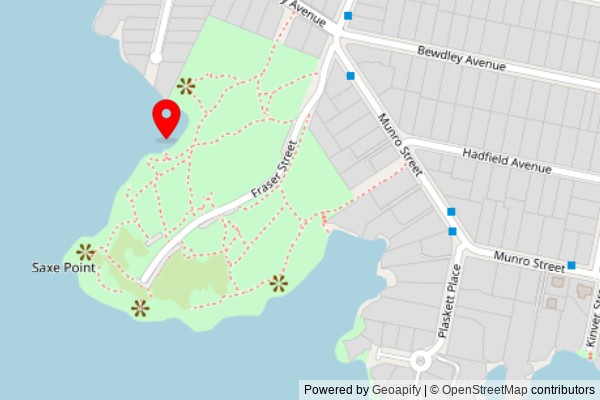 y Avenue
Bewdley Avenue
Munro Street
Hadfield Avenue
Fraser Street
Saxe Point
Munro Street
Plaskett Place
Kinver Stre
Powered by Geoapify | © OpenStreetMap contributors